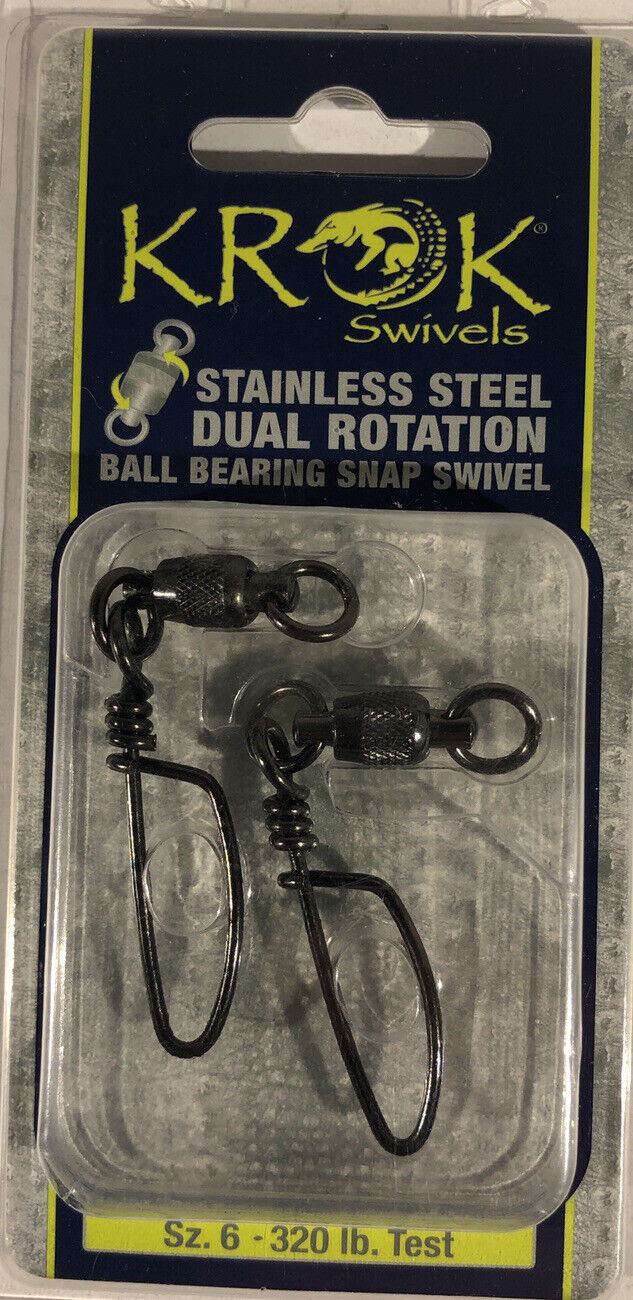 KROK®
Swivels
STAINLESS STEEL
DUAL ROTATION
BALL BEARING SNAP SWIVEL
Sz. 6 - 320 lb. Test